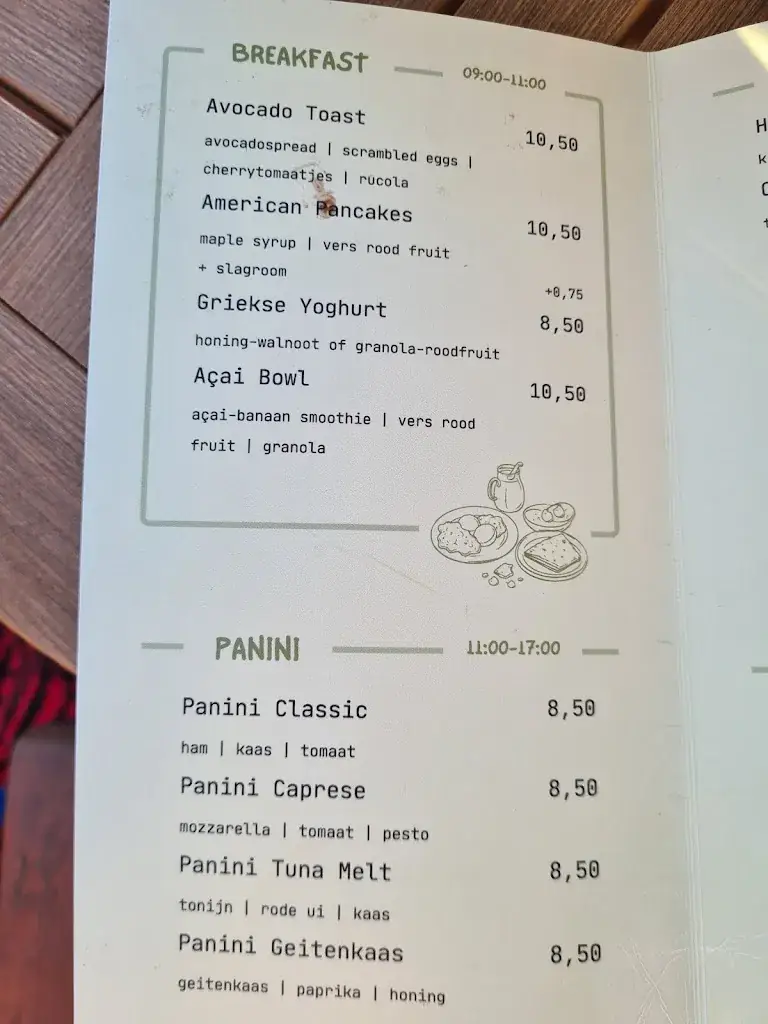 BREAKFAST 09:00-11:00
Avocado Toast 10,50
avocadospread | scrambled eggs |
cherrytomaatjes | rucola
American Pancakes 10,50
maple syrup | vers rood fruit
+ slagroom +0,75
Griekse Yoghurt 8,50
honing-walnoot of granola-roodfruit
Açai Bowl 10,50
açai-banaan smoothie | vers rood
fruit | granola
PANINI 11:00-17:00
Panini Classic 8,50
ham | kaas | tomaat
Panini Caprese 8,50
mozzarella | tomaat | pesto
Panini Tuna Melt 8,50
tonijn | rode ui | kaas
Panini Geitenkaas 8,50
geitenkaas | paprika | honing